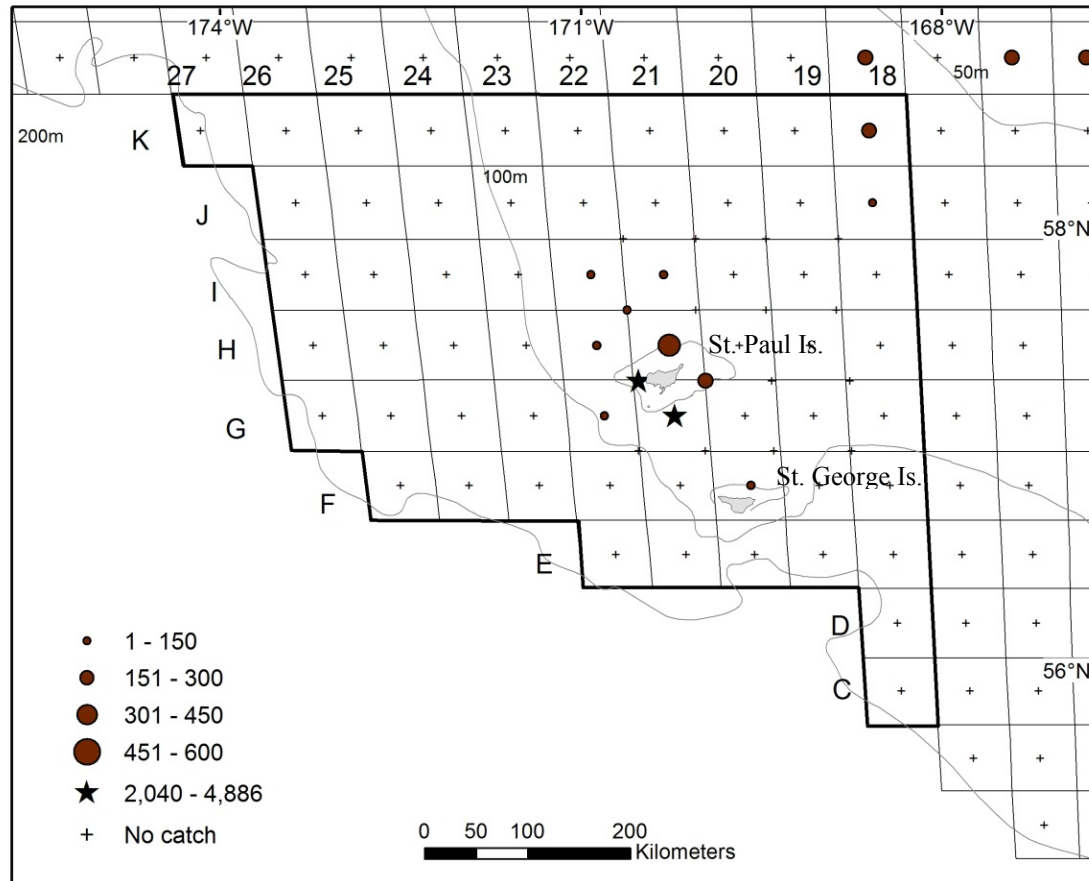 174°W 171°W 168°W
27 26 25 24 23 22 21 20 19 18 50m
200m
K
100m
J
58°N
I
H St. Paul Is.
G
St. George Is.
F
E
1 - 150
D
151 - 300
56°N
C
301 - 450
451 - 600
2,040 - 4,886
No catch
0 50 100 200
Kilometers